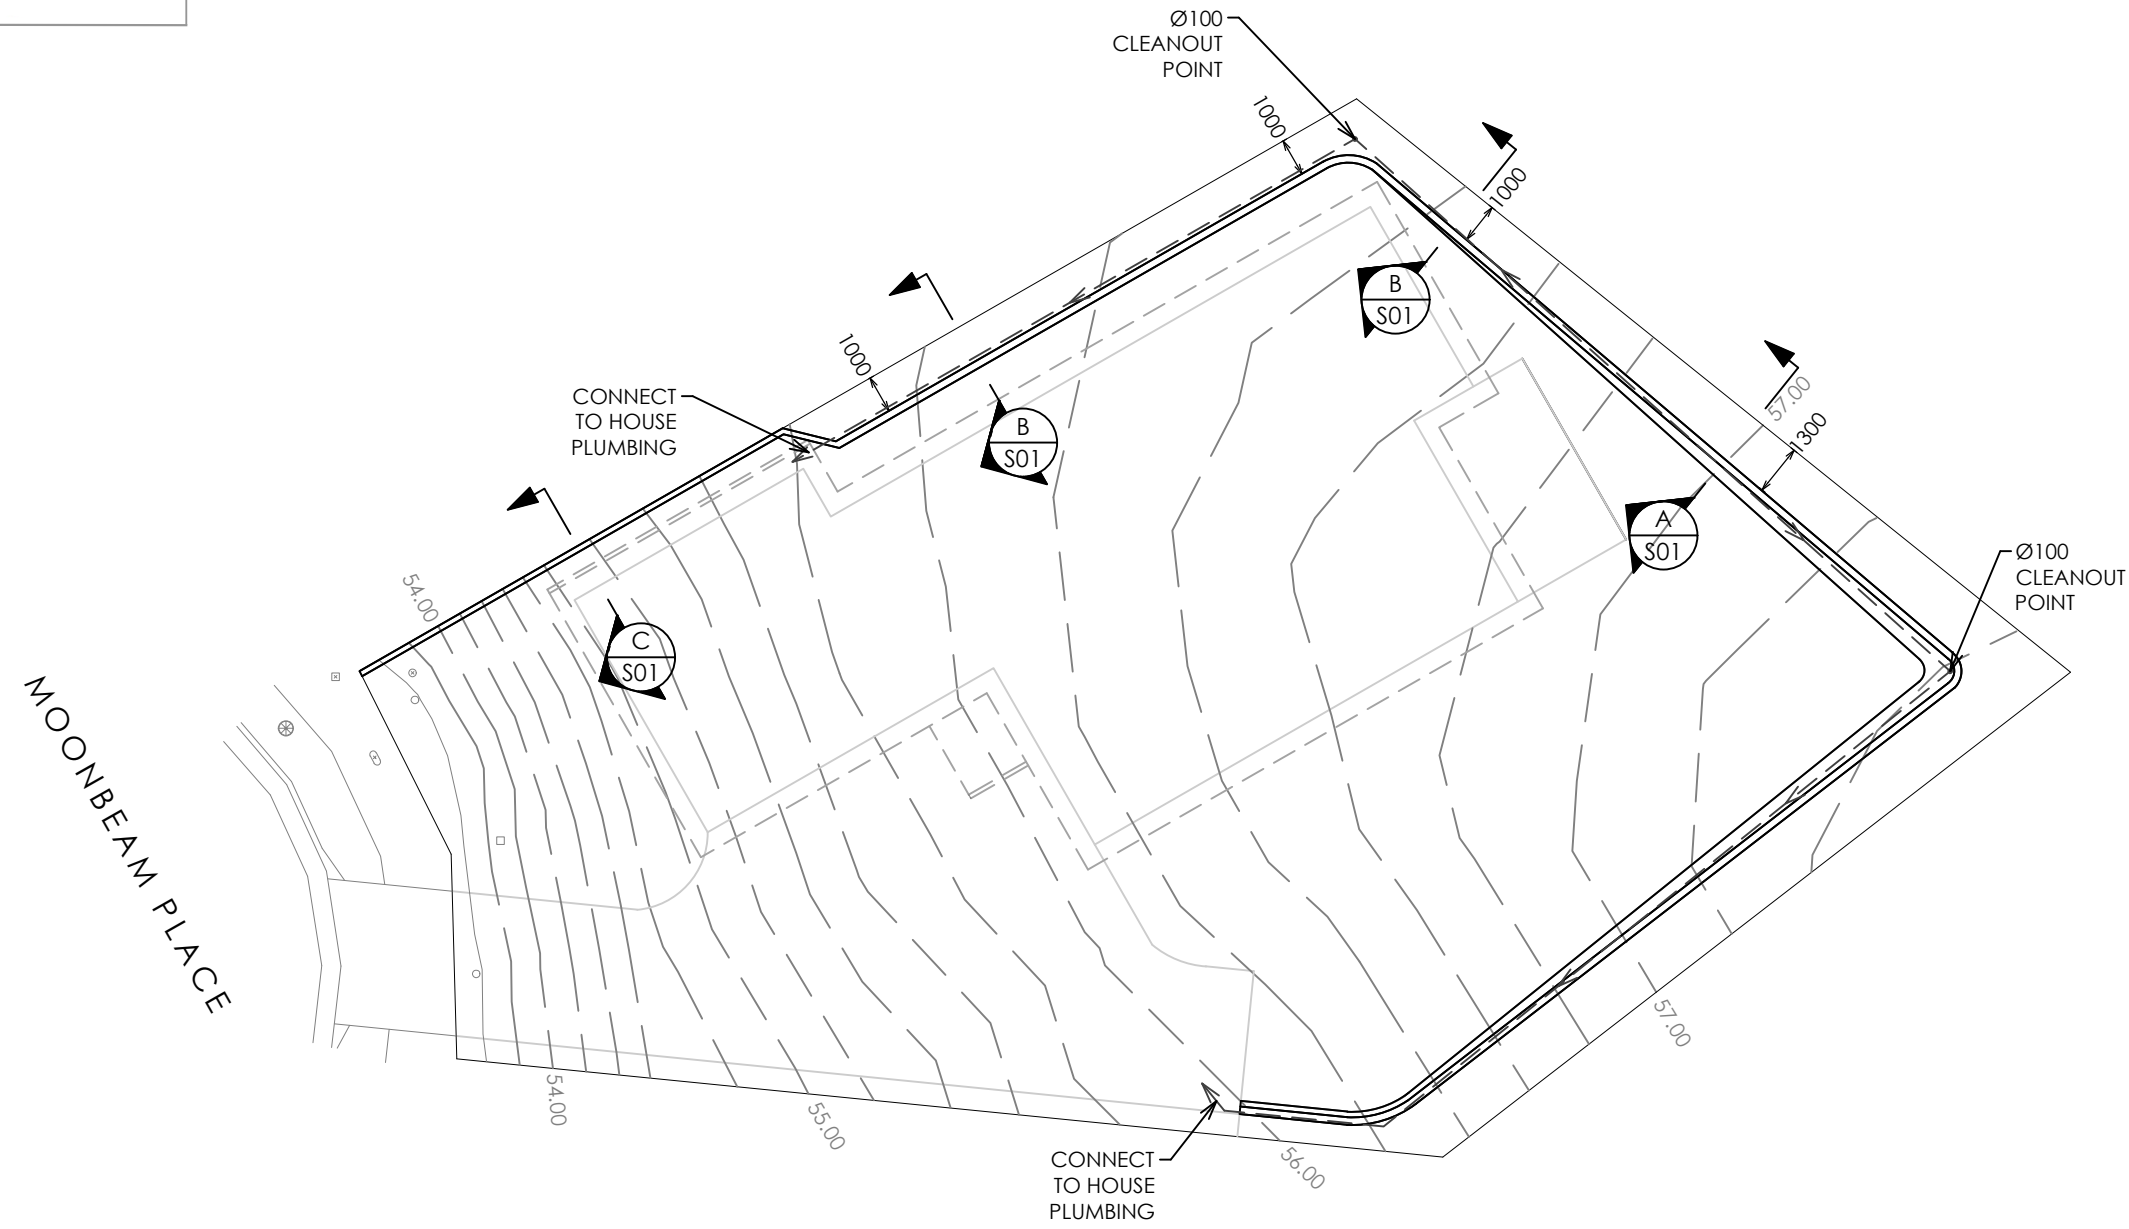 Ø100
CLEANOUT
POINT
1000
1000
B
S01
1000
57.00
1300
CONNECT
TO HOUSE
PLUMBING
B
S01
A
S01
Ø100
CLEANOUT
POINT
54.00
C
S01
MOONBEAM PLACE
54.00
55.00
56.00
57.00
CONNECT
TO HOUSE
PLUMBING